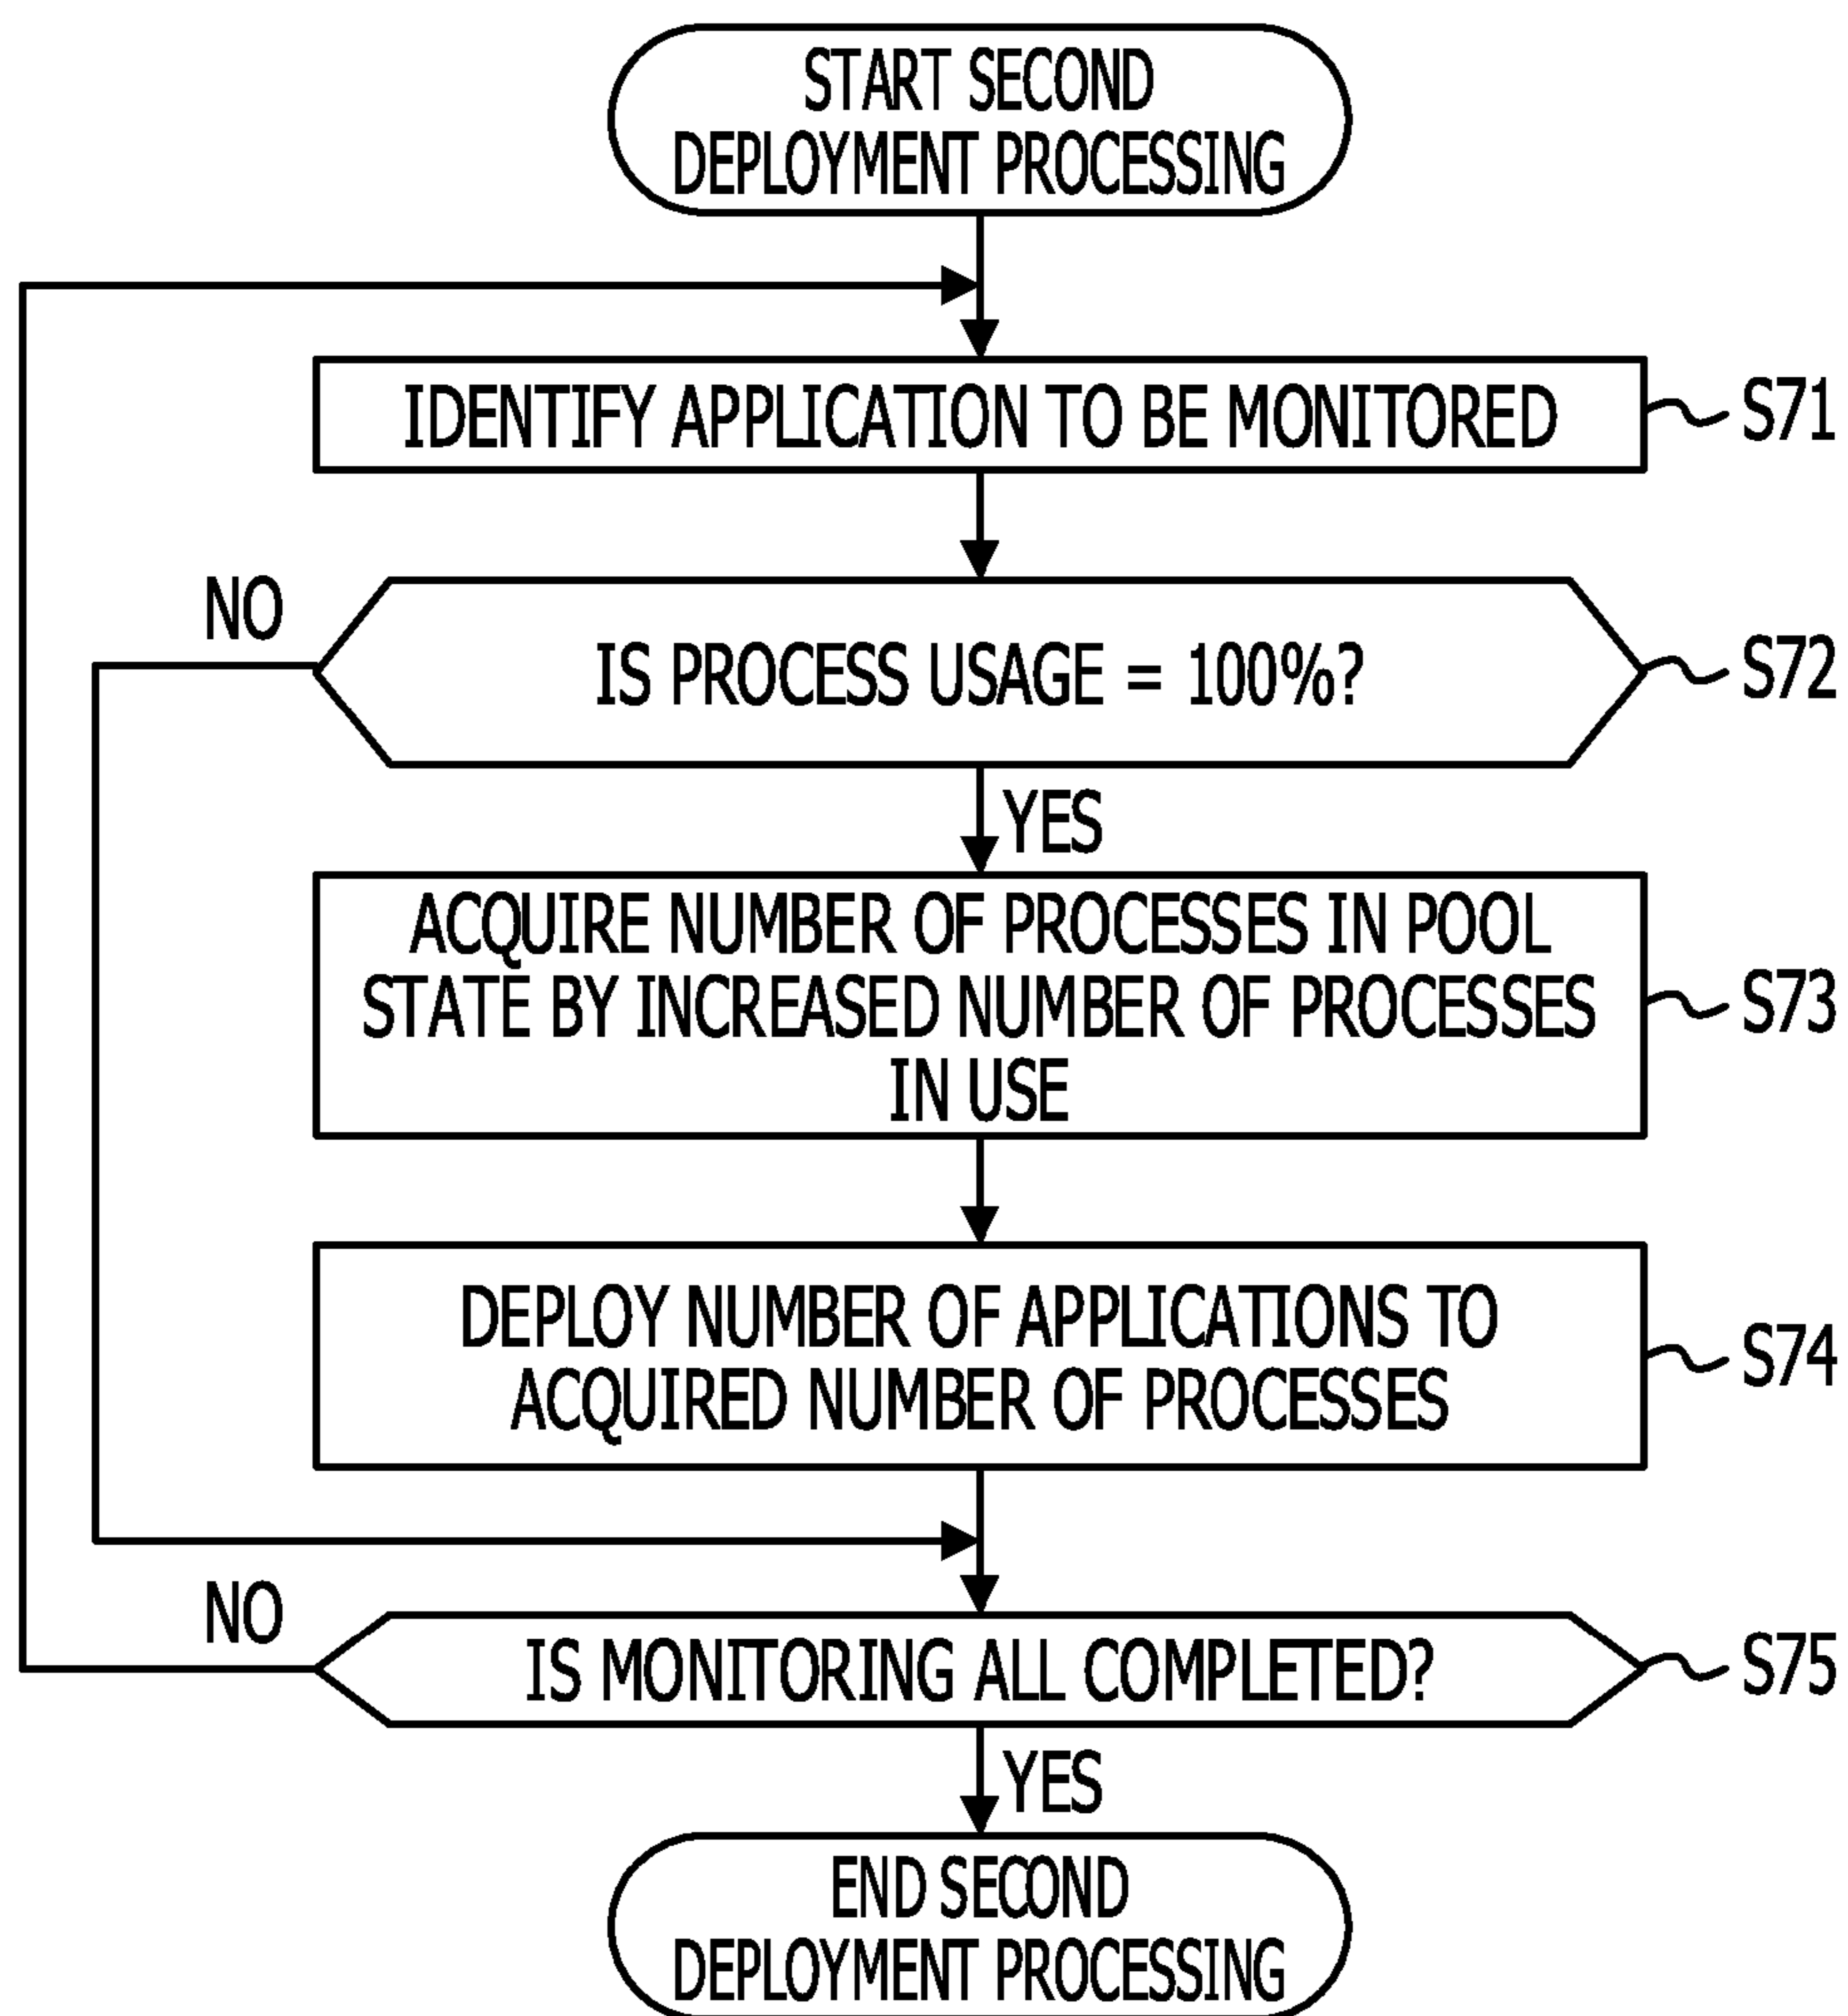 START SECOND
DEPLOYMENT PROCESSING
IDENTIFY APPLICATION TO BE MONITORED
S71
NO
IS PROCESS USAGE = 100%?
S72
YES
ACQUIRE NUMBER OF PROCESSES IN POOL
STATE BY INCREASED NUMBER OF PROCESSES
IN USE
S73
DEPLOY NUMBER OF APPLICATIONS TO
ACQUIRED NUMBER OF PROCESSES
S74
NO
IS MONITORING ALL COMPLETED?
S75
YES
END SECOND
DEPLOYMENT PROCESSING